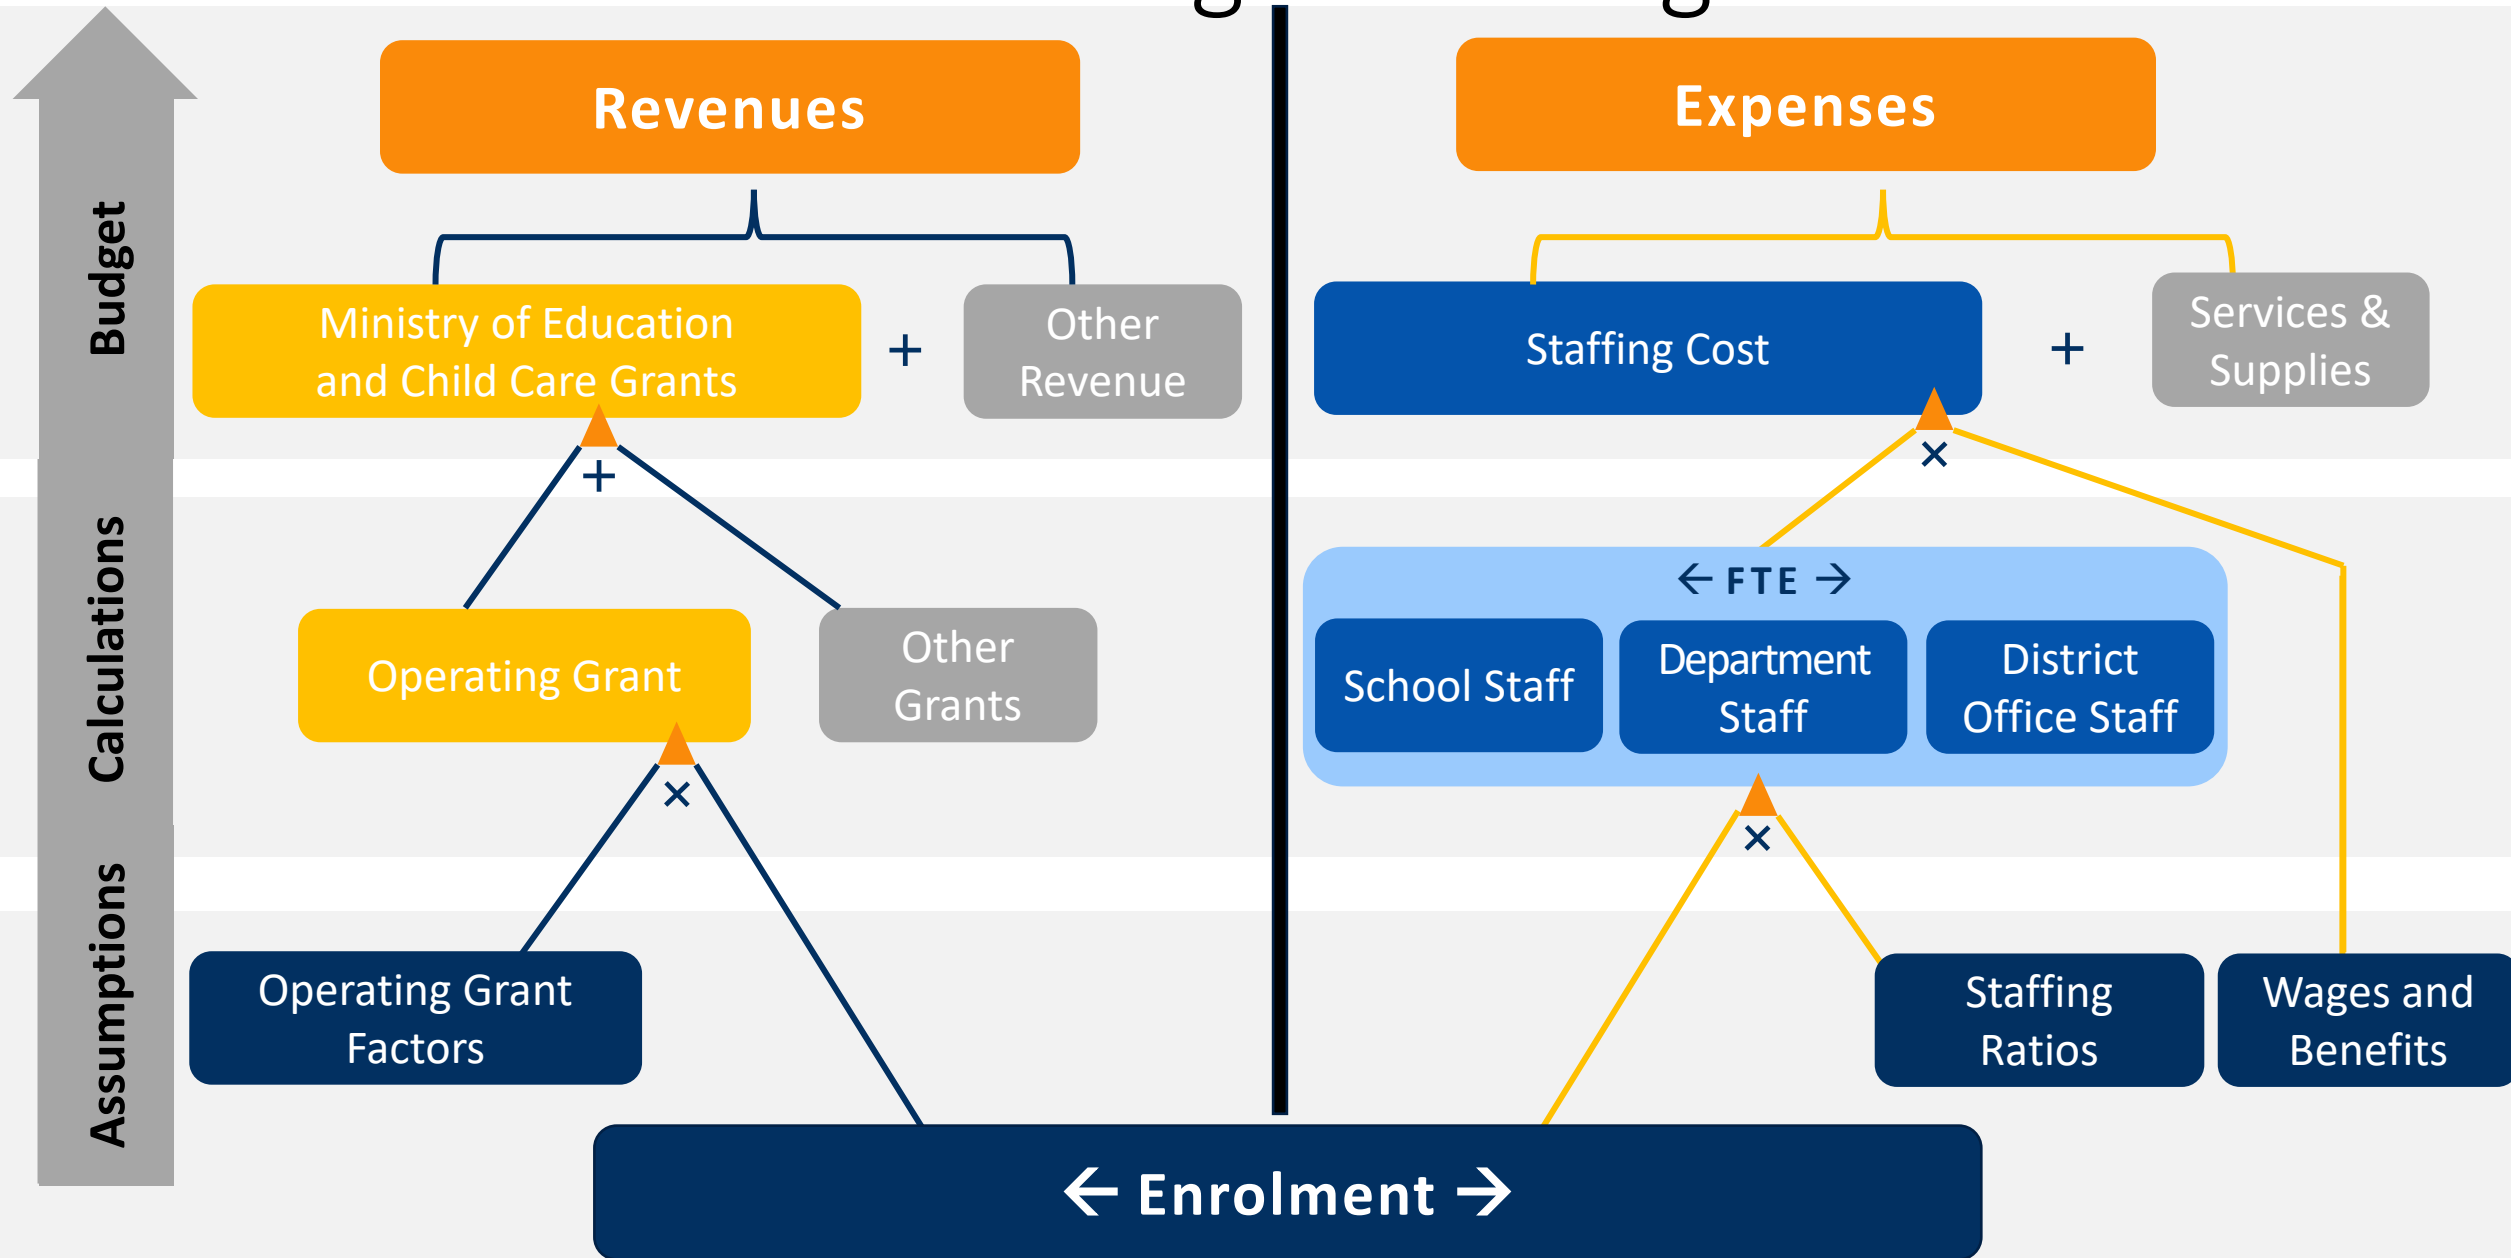 Revenues
Expenses
Budget
Ministry of Education
and Child Care Grants
+
Other
Revenue
Staffing Cost
+
Services &
Supplies
+
×
Calculations
← FTE →
Operating Grant
Other
Grants
School Staff
Department
Staff
District
Office Staff
×
×
Assumptions
Operating Grant
Factors
Staffing
Ratios
Wages and
Benefits
← Enrolment →